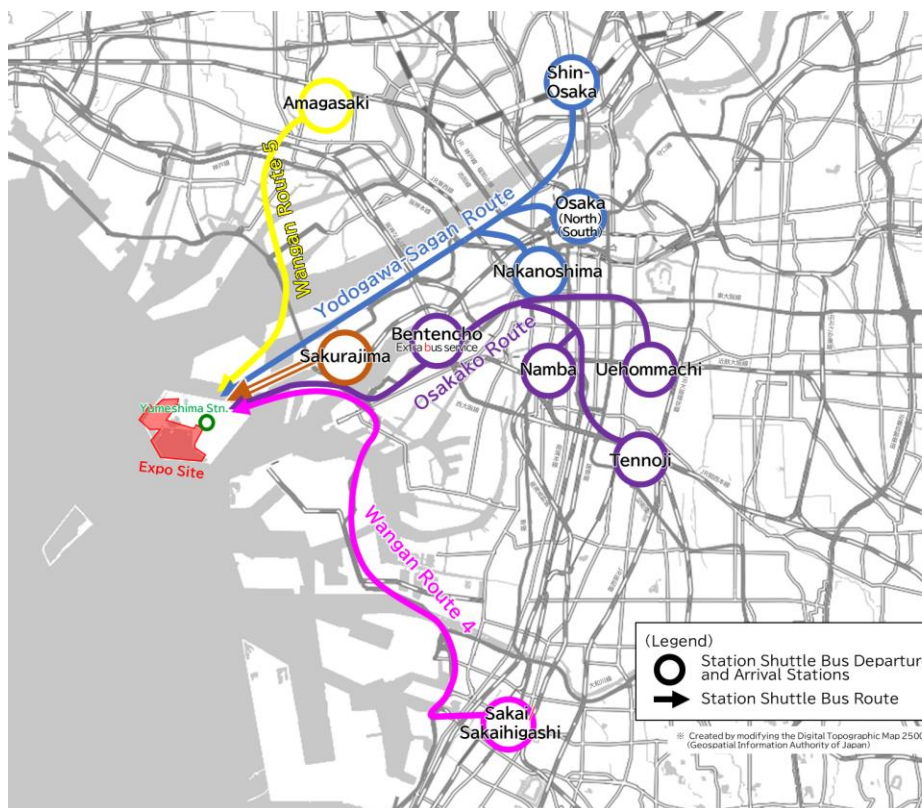 Shin-
Osaka
Amagasaki
Wangan Route 5
Yodogawa-Sagan Route
Osaka
(North)
(South)
Nakanoshima
Bentencho
Extra bus service
Osakako Route
Sakurajima
Namba
Uehommachi
Yumeshima Stn.
Expo Site
Tennoji
Wangan Route 4
Sakai
Sakaihigashi
(Legend)
Station Shuttle Bus Departur
and Arrival Stations
Station Shuttle Bus Route
※ Created by modifying the Digital Topographic Map 2500
(Geospatial Information Authority of Japan)